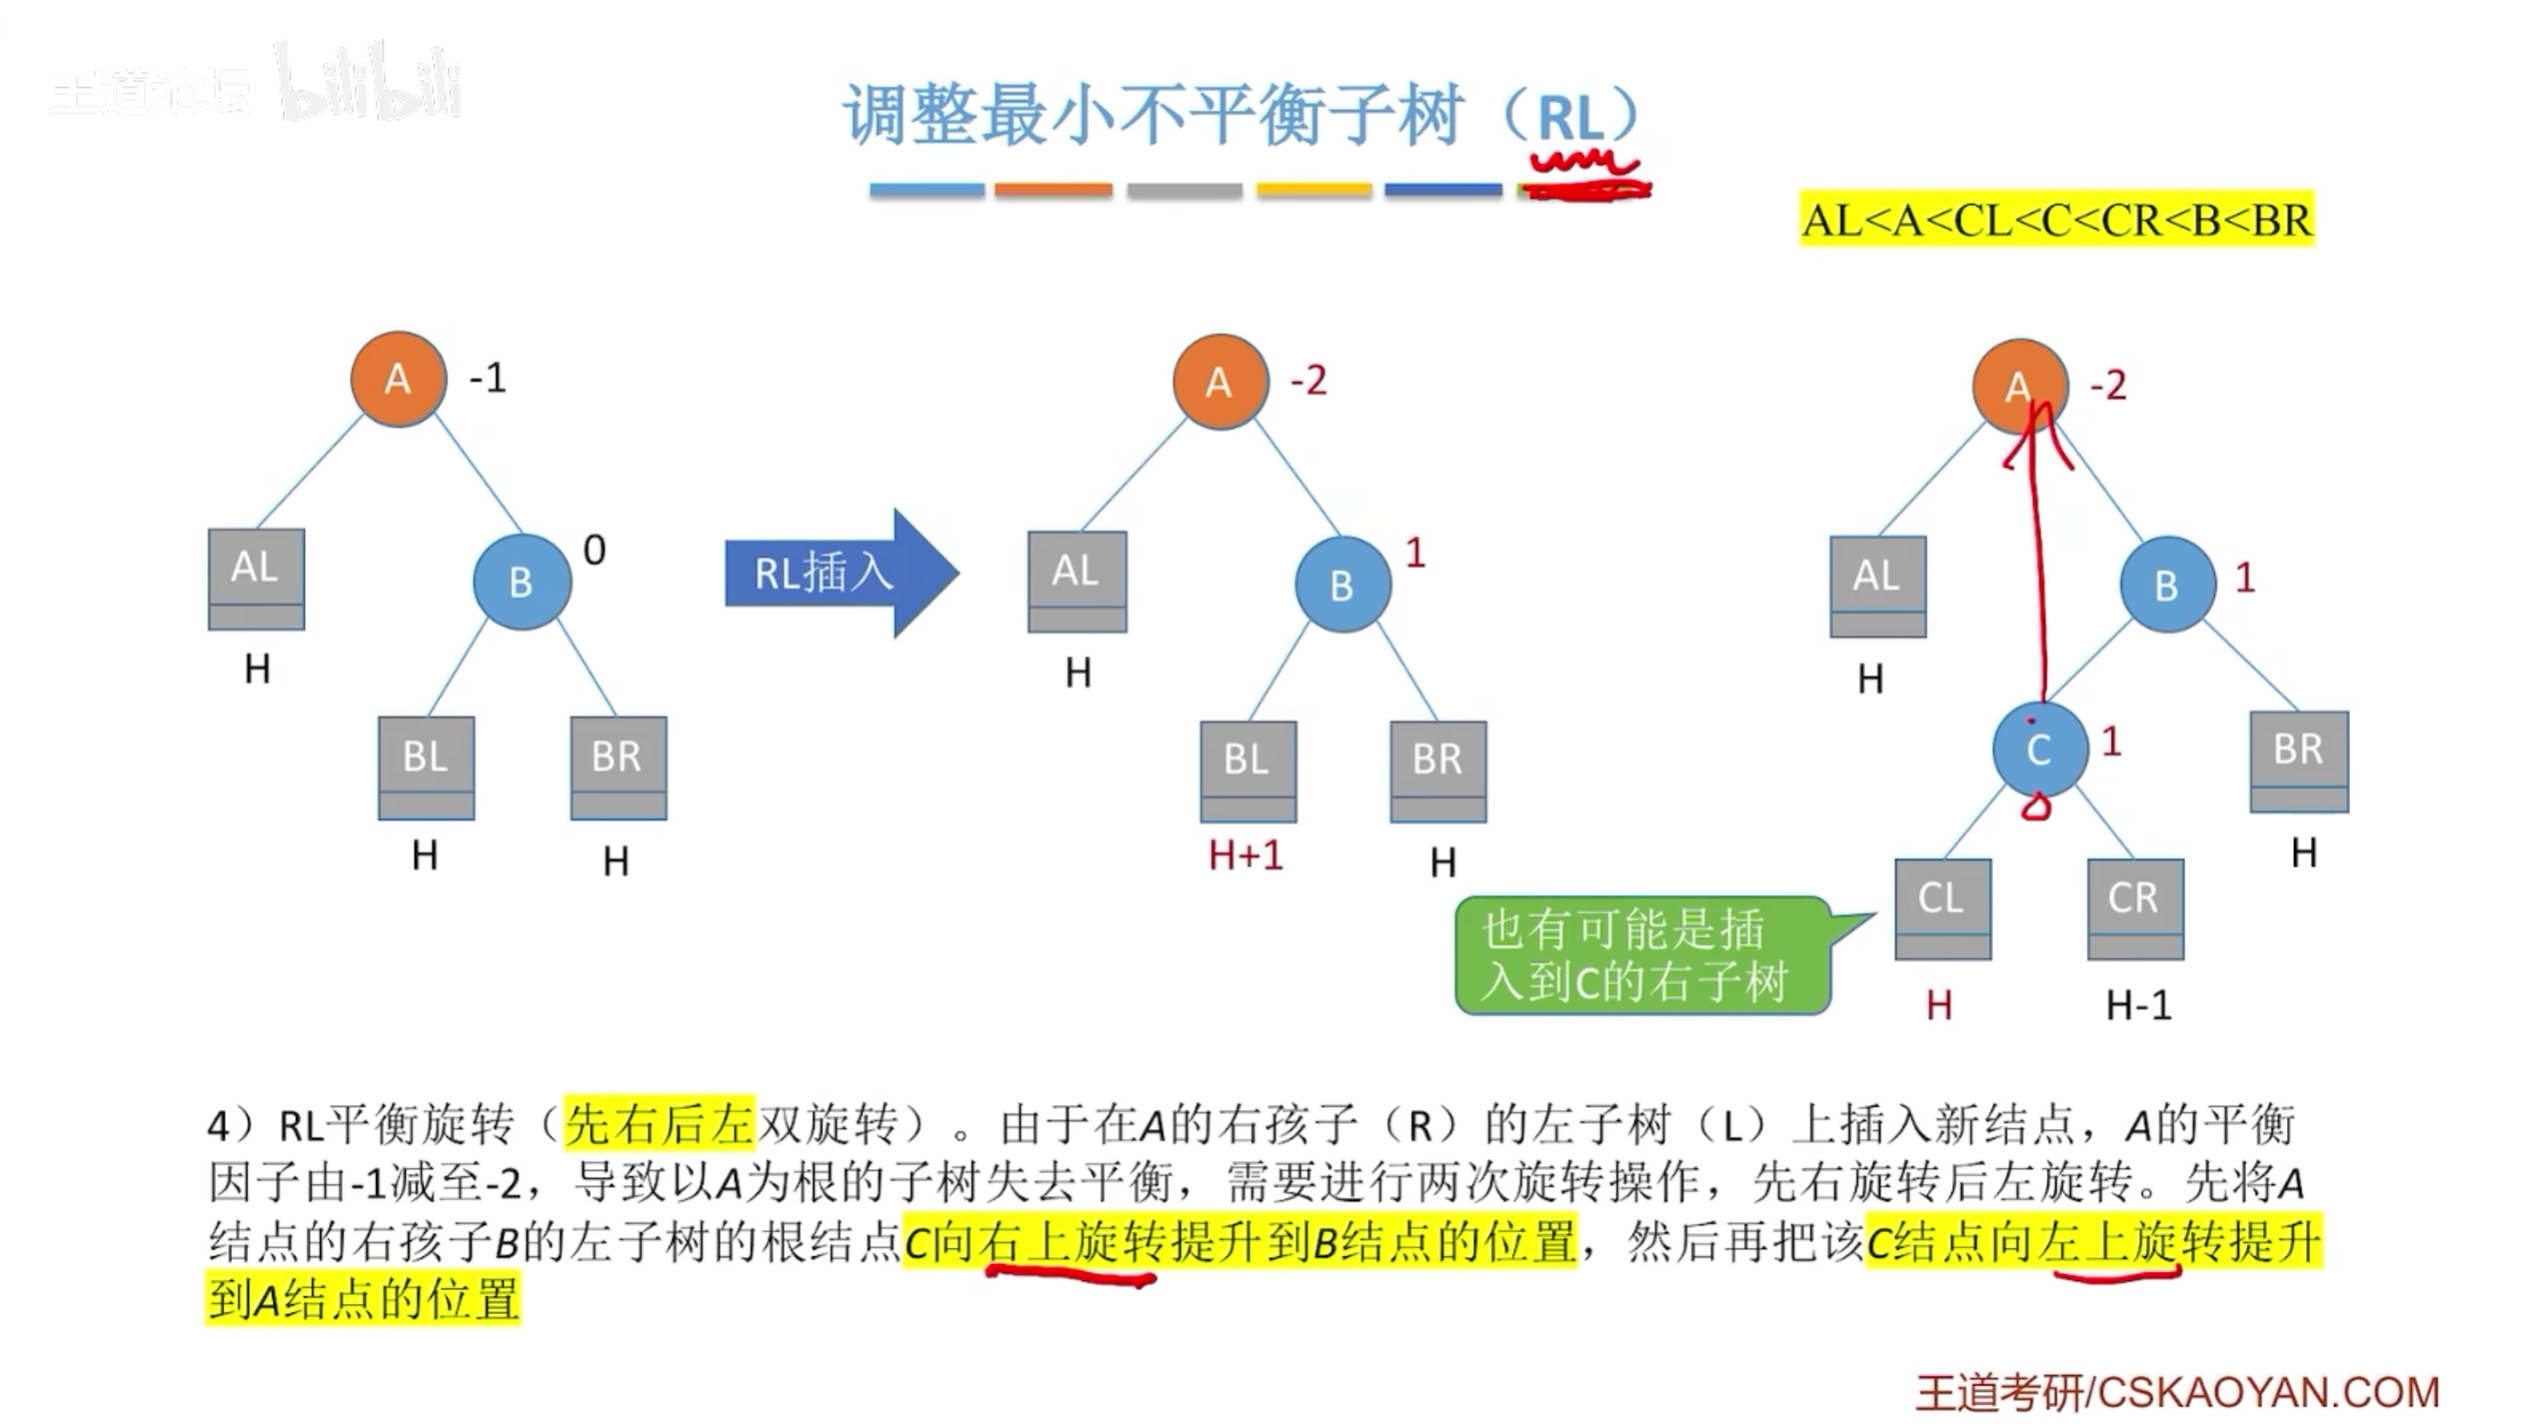 王道论坛 bilibili
调整最小不平衡子树（RL）
AL<A<CL<C<CR<B<BR
A -1
AL
H
B 0
BL
H
BR
H
RL插入
A -2
AL
H
B 1
BL
H+1
BR
H
A -2
AL
H
B 1
C 1
BR
H
CL
H
CR
H-1
也有可能是插
入到C的右子树
4）RL平衡旋转（先右后左双旋转）。由于在A的右孩子（R）的左子树（L）上插入新结点，A的平衡
因子由-1减至-2，导致以A为根的子树失去平衡，需要进行两次旋转操作，先右旋转后左旋转。先将A
结点的右孩子B的左子树的根结点C向右上旋转提升到B结点的位置，然后再把该C结点向左上旋转提升
到A结点的位置
王道考研/CSKAOYAN.COM